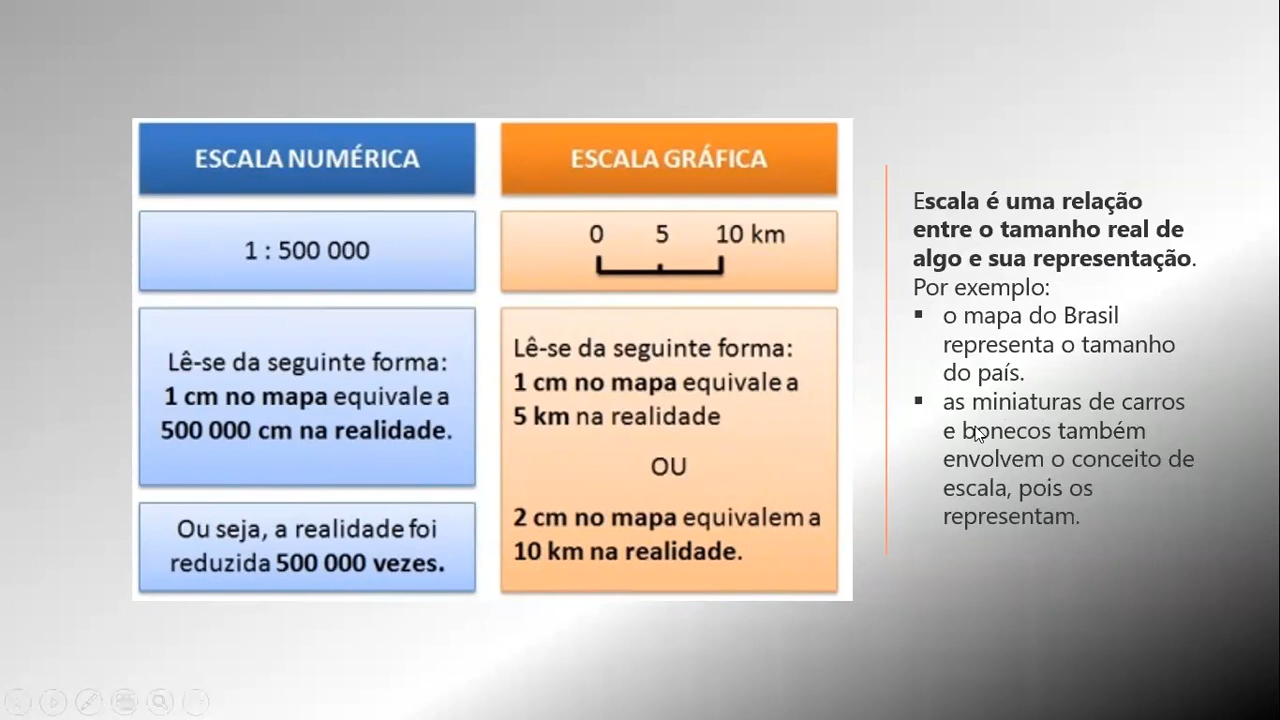 ESCALA NUMÉRICA
1 : 500 000
Lê-se da seguinte forma:
1 cm no mapa equivale a
500 000 cm na realidade.
Ou seja, a realidade foi
reduzida 500 000 vezes.
ESCALA GRÁFICA
0 5 10 km
Lê-se da seguinte forma:
1 cm no mapa equivale a
5 km na realidade
OU
2 cm no mapa equivalem a
10 km na realidade.
Escala é uma relação
entre o tamanho real de
algo e sua representação.
Por exemplo:
▪ o mapa do Brasil
representa o tamanho
do país.
▪ as miniaturas de carros
e bonecos também
envolvem o conceito de
escala, pois os
representam.